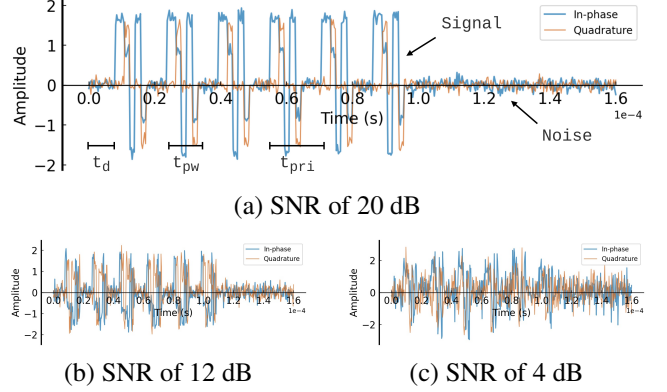 2
1
0
−1
−2
Amplitude
0.0 0.2 0.4 0.6 0.8 1.0 1.2 1.4 1.6
1e-4
Time (s)
Signal
Noise
In-phase
Quadrature
t_d t_pw t_pri
(a) SNR of 20 dB
2
1
0
−1
−2
Amplitude
0.0 0.2 0.4 0.6 0.8 1.0 1.2 1.4 1.6
1e-4
Time (s)
In-phase
Quadrature
(b) SNR of 12 dB
2
0
−2
Amplitude
0.0 0.2 0.4 0.6 0.8 1.0 1.2 1.4 1.6
1e-4
Time (s)
In-phase
Quadrature
(c) SNR of 4 dB